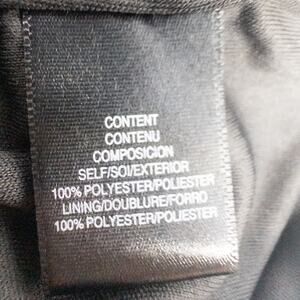 CONTENT
CONTENU
COMPOSICION
SELF/SOI/EXTERIOR
100% POLYESTER/POLIESTER
LINING/DOUBLURE/FORRO
100% POLYESTER/POLIESTER